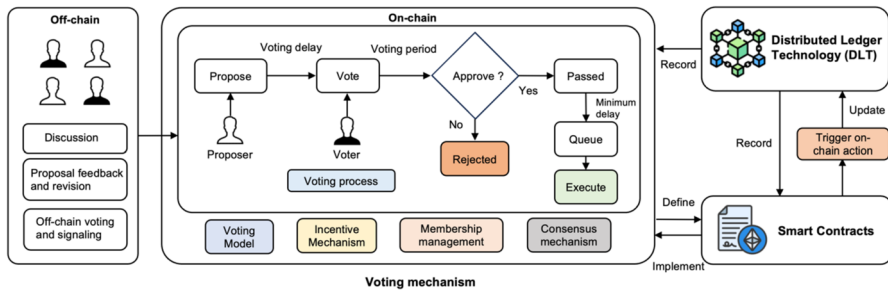 Off-chain
Discussion
Proposal feedback
and revision
Off-chain voting
and signaling
On-chain
Voting delay
Voting period
Propose
Vote
Approve ?
Yes
Passed
Minimum
delay
No
Queue
Proposer
Voter
Rejected
Voting process
Execute
Voting
Model
Incentive
Mechanism
Membership
management
Consensus
mechanism
Voting mechanism
Record
Distributed Ledger
Technology (DLT)
Update
Record
Trigger on-
chain action
Define
Implement
Smart Contracts